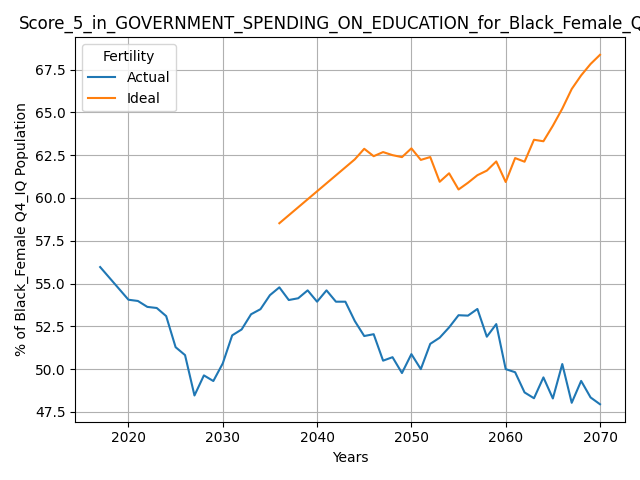 Score_5_in_GOVERNMENT_SPENDING_ON_EDUCATION_for_Black_Female_Q
Fertility
Actual
Ideal
% of Black_Female Q4_IQ Population
67.5
65.0
62.5
60.0
57.5
55.0
52.5
50.0
47.5
2020 2030 2040 2050 2060 2070
Years